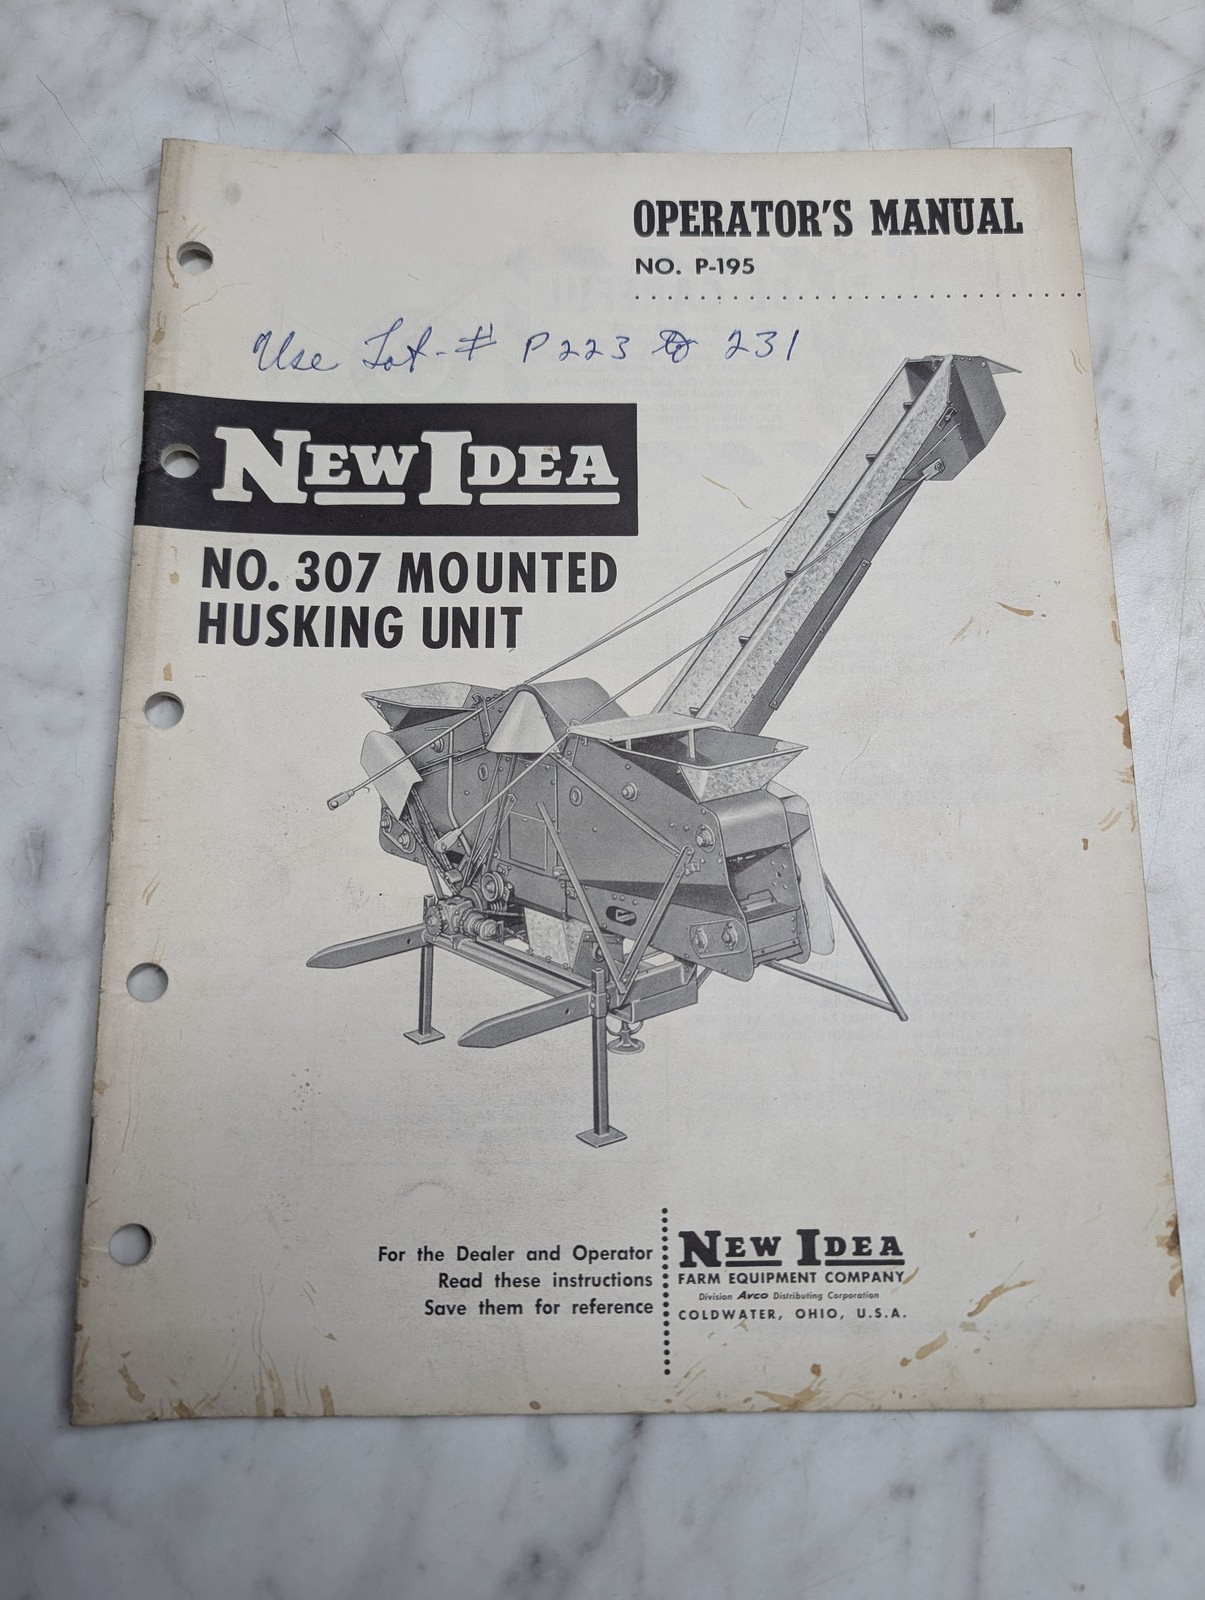 OPERATOR'S MANUAL
NO. P-195
Use Lot-# P223 to 231
NEW IDEA
NO. 307 MOUNTED
HUSKING UNIT
For the Dealer and Operator
Read these instructions
Save them for reference
NEW IDEA
FARM EQUIPMENT COMPANY
Division Avco Distributing Corporation
COLDWATER, OHIO, U.S.A.